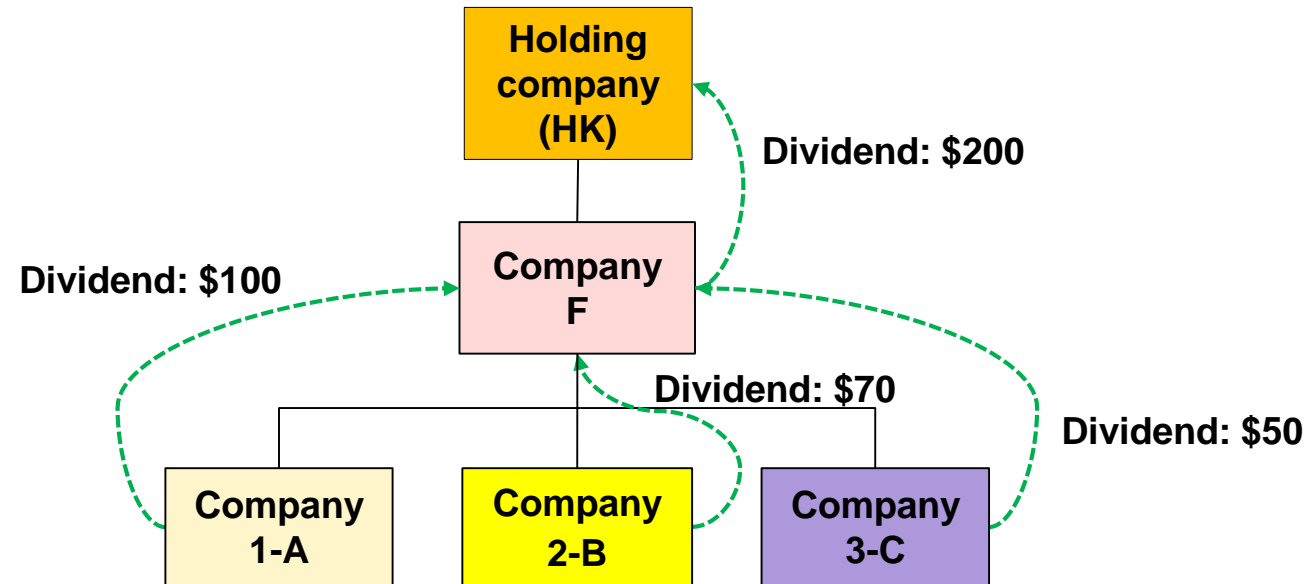 Holding
company
(HK)
Dividend: $200
Company
F
Dividend: $100
Dividend: $70
Dividend: $50
Company
1-A
Company
2-B
Company
3-C